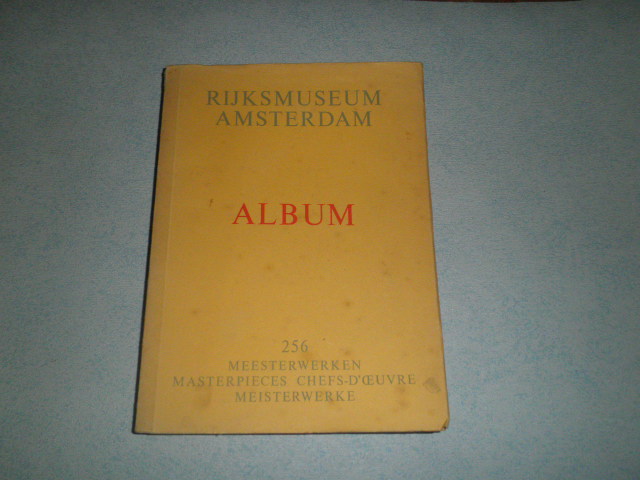 RIJKSMUSEUM
AMSTERDAM
ALBUM
256
MEESTERWERKEN
MASTERPIECES CHEFS-D'ŒUVRE
MEISTERWERKE